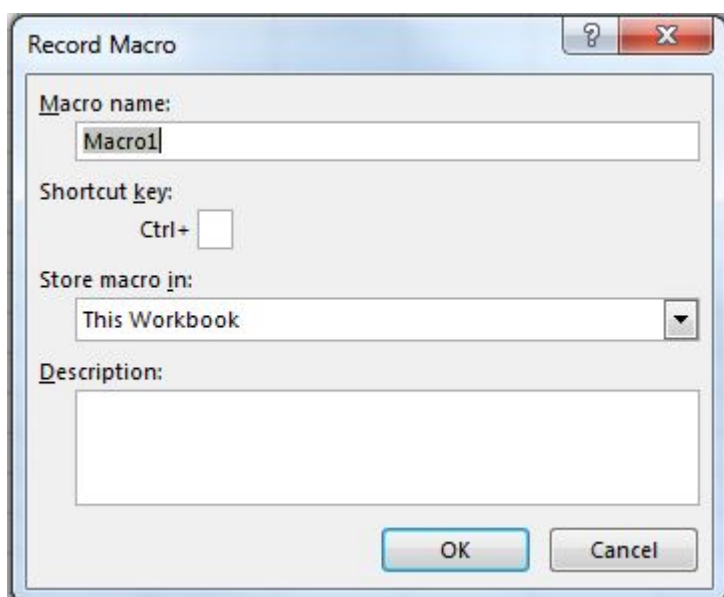 Record Macro
Macro name:
Macro1
Shortcut key:
Ctrl+
Store macro in:
This Workbook
Description:
OK Cancel